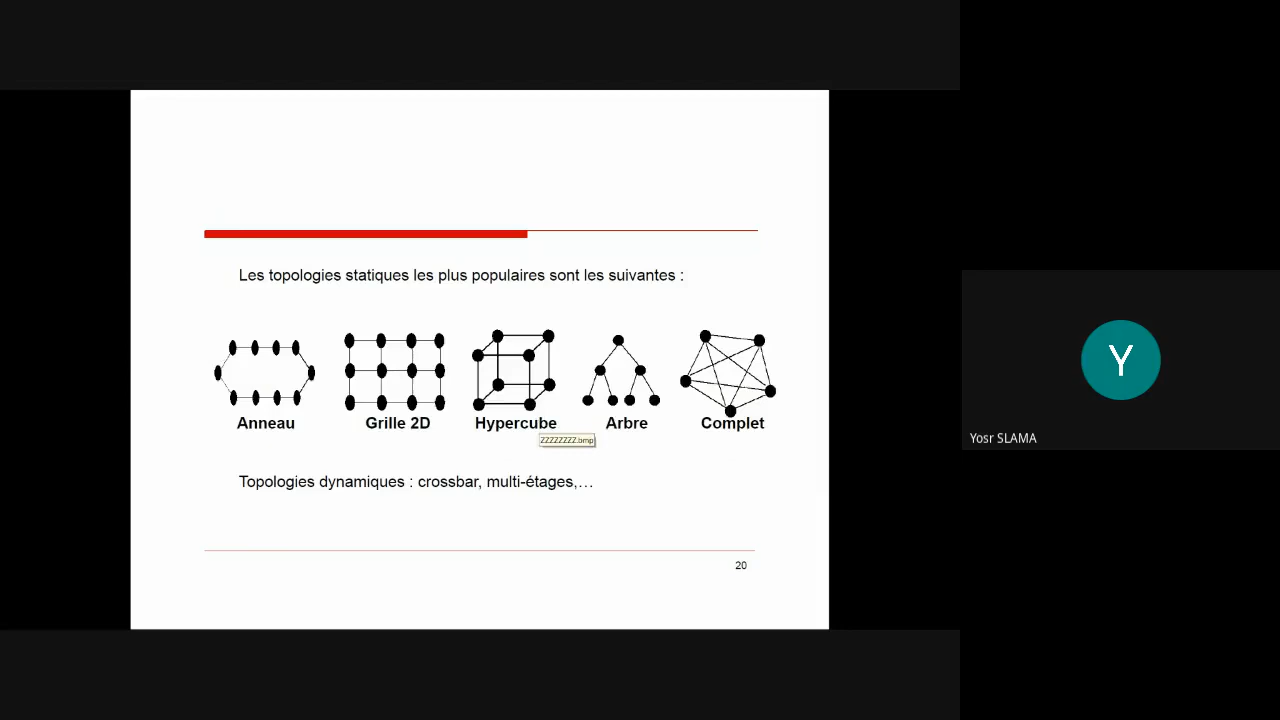 Les topologies statiques les plus populaires sont les suivantes :
Anneau
Grille 2D
Hypercube
Arbre
Complet
ZZZZZZZZ.bmp
Topologies dynamiques : crossbar, multi-étages,…
20
Y
Yosr SLAMA